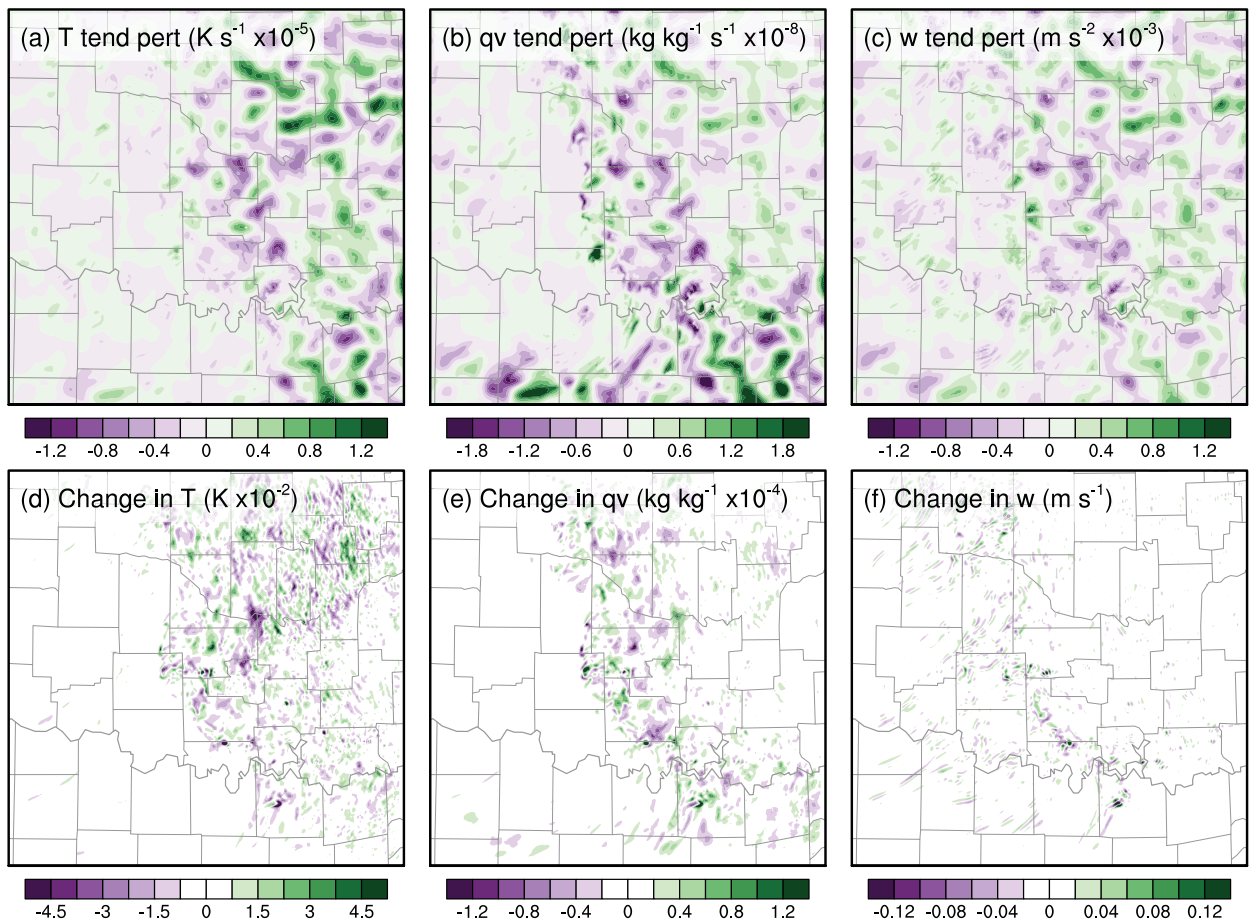 (a) T tend pert (K s⁻¹ x10⁻⁵)
(b) qv tend pert (kg kg⁻¹ s⁻¹ x10⁻⁸)
(c) w tend pert (m s⁻² x10⁻³)
-1.2 -0.8 -0.4 0 0.4 0.8 1.2
-1.8 -1.2 -0.6 0 0.6 1.2 1.8
-1.2 -0.8 -0.4 0 0.4 0.8 1.2
(d) Change in T (K x10⁻²)
(e) Change in qv (kg kg⁻¹ x10⁻⁴)
(f) Change in w (m s⁻¹)
-4.5 -3 -1.5 0 1.5 3 4.5
-1.2 -0.8 -0.4 0 0.4 0.8 1.2
-0.12 -0.08 -0.04 0 0.04 0.08 0.12